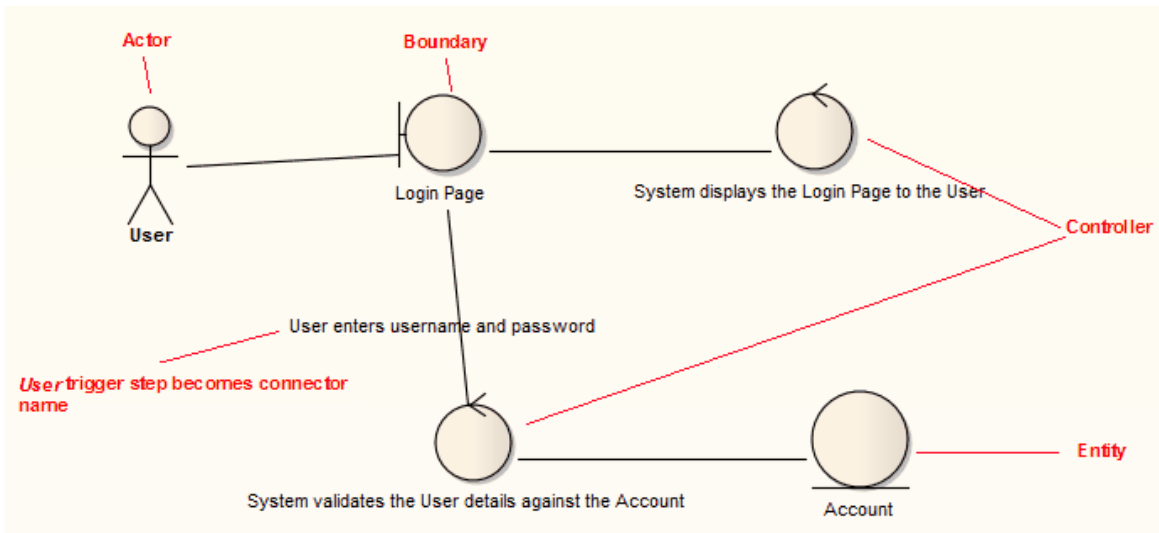 Actor
Boundary
Login Page
System displays the Login Page to the User
User
Controller
User enters username and password
User trigger step becomes connector
name
Entity
System validates the User details against the Account
Account